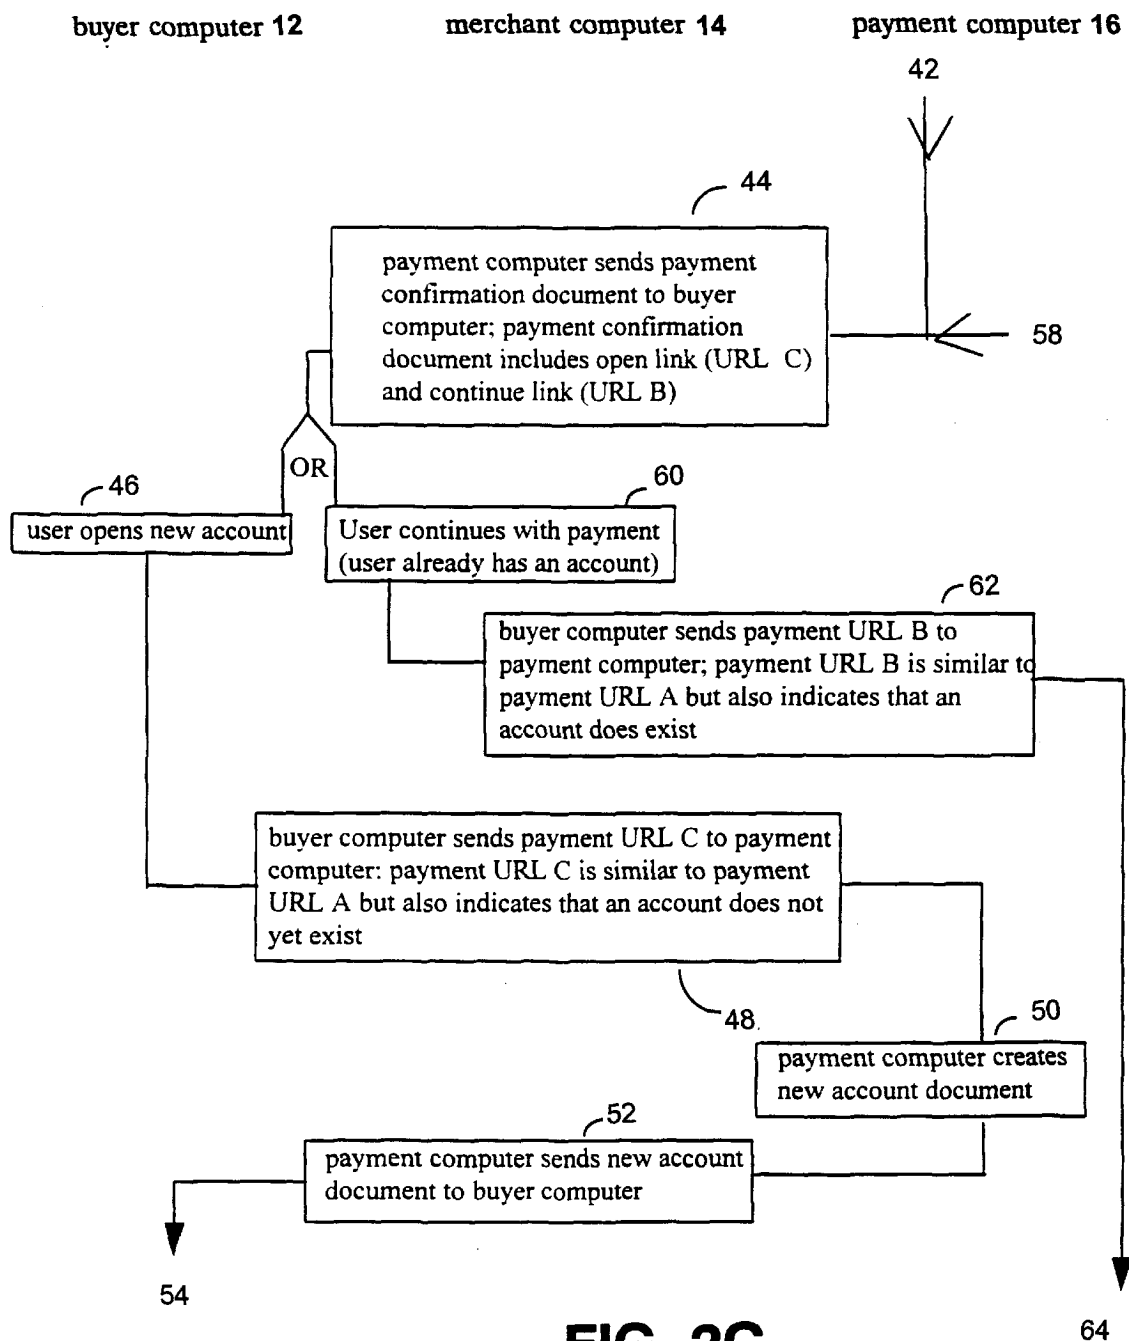 buyer computer 12 merchant computer 14 payment computer 16
42
44
payment computer sends payment
confirmation document to buyer
computer; payment confirmation
document includes open link (URL C)
and continue link (URL B)
58
OR
46
user opens new account
60
User continues with payment
(user already has an account)
62
buyer computer sends payment URL B to
payment computer; payment URL B is similar to
payment URL A but also indicates that an
account does exist
buyer computer sends payment URL C to payment
computer: payment URL C is similar to payment
URL A but also indicates that an account does not
yet exist
48
50
payment computer creates
new account document
52
payment computer sends new account
document to buyer computer
54
64
FIG. 2C